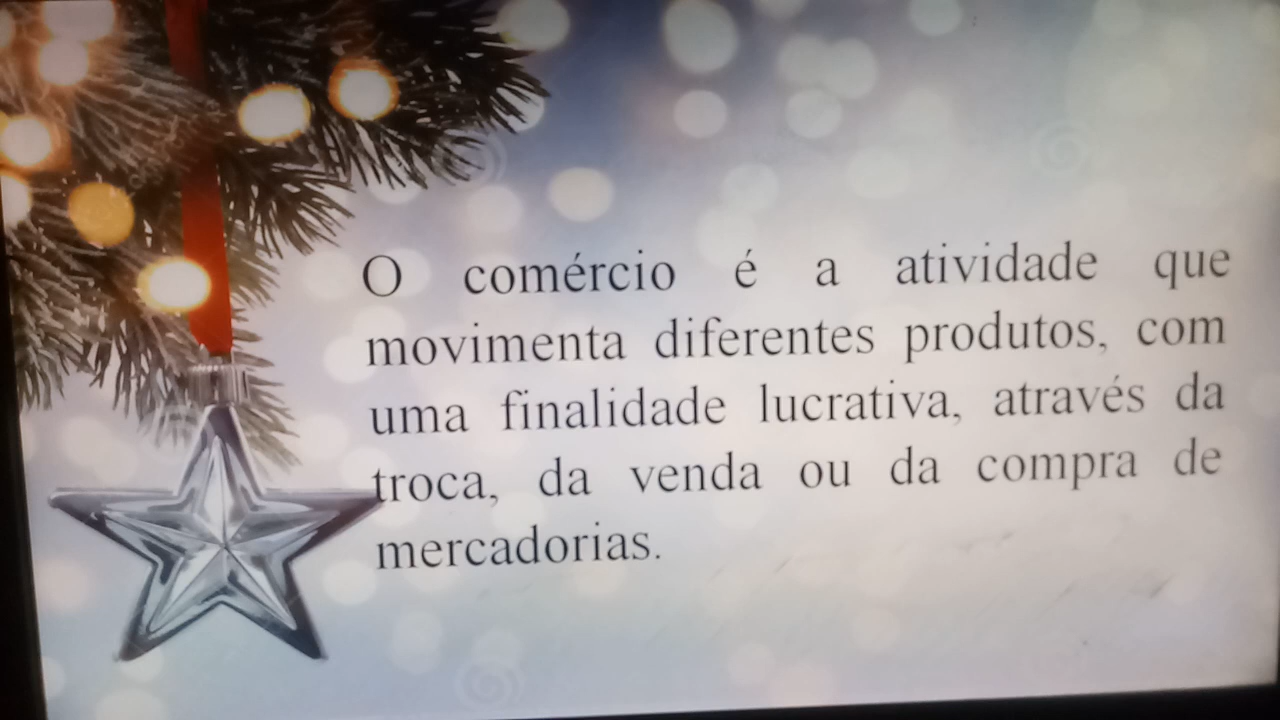 O comércio é a atividade que
movimenta diferentes produtos, com
uma finalidade lucrativa, através da
troca, da venda ou da compra de
mercadorias.